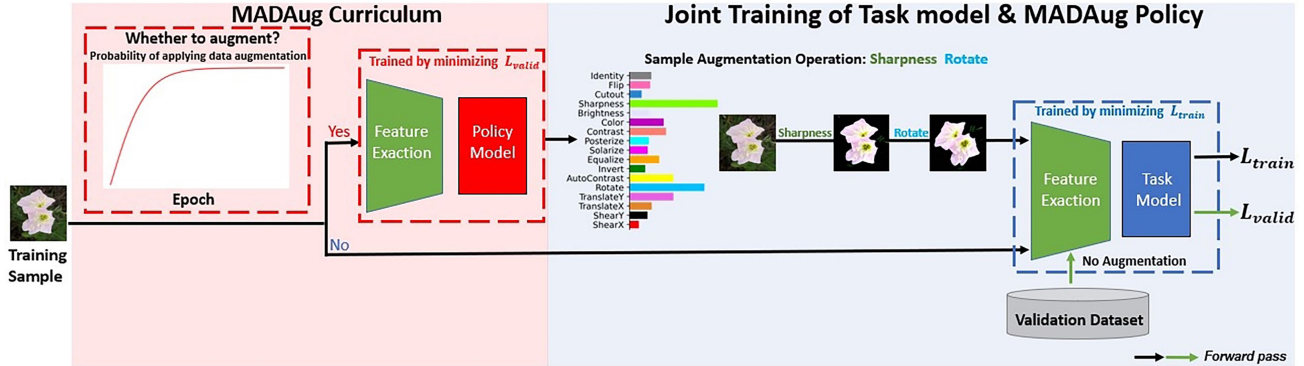 MADAug Curriculum
Joint Training of Task model & MADAug Policy
Whether to augment?
Probability of applying data augmentation
Epoch
Training
Sample
Yes
No
Trained by minimizing L_valid
Feature
Exaction
Policy
Model
Sample Augmentation Operation: Sharpness Rotate
Identity
Flip
Cutout
Sharpness
Brightness
Color
Contrast
Posterize
Solarize
Equalize
Invert
AutoContrast
Rotate
TranslateY
TranslateX
ShearY
ShearX
Sharpness
Rotate
Trained by minimizing L_train
Feature
Exaction
Task
Model
L_train
L_valid
No Augmentation
Validation Dataset
Forward pass